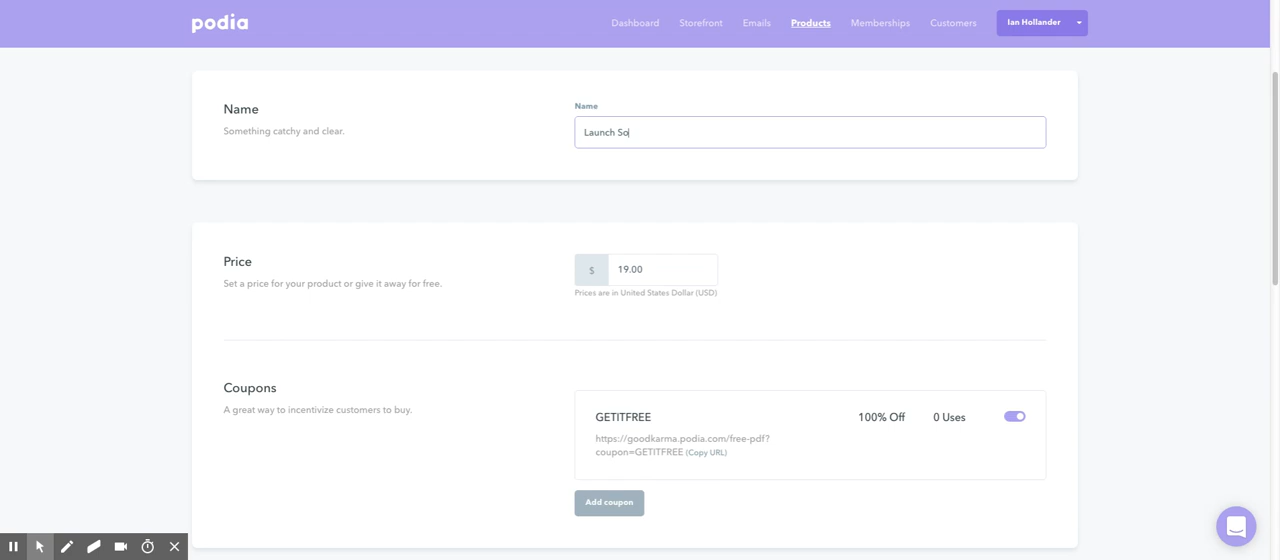 podia
Dashboard Storefront Emails Products Memberships Customers Ian Hollander
Name
Something catchy and clear.
Name
Launch So
Price
Set a price for your product or give it away for free.
$ 19.00
Prices are in United States Dollar (USD)
Coupons
A great way to incentivize customers to buy.
GETITFREE 100% Off 0 Uses
https://goodkarma.podia.com/free-pdf?
coupon=GETITFREE (Copy URL)
Add coupon